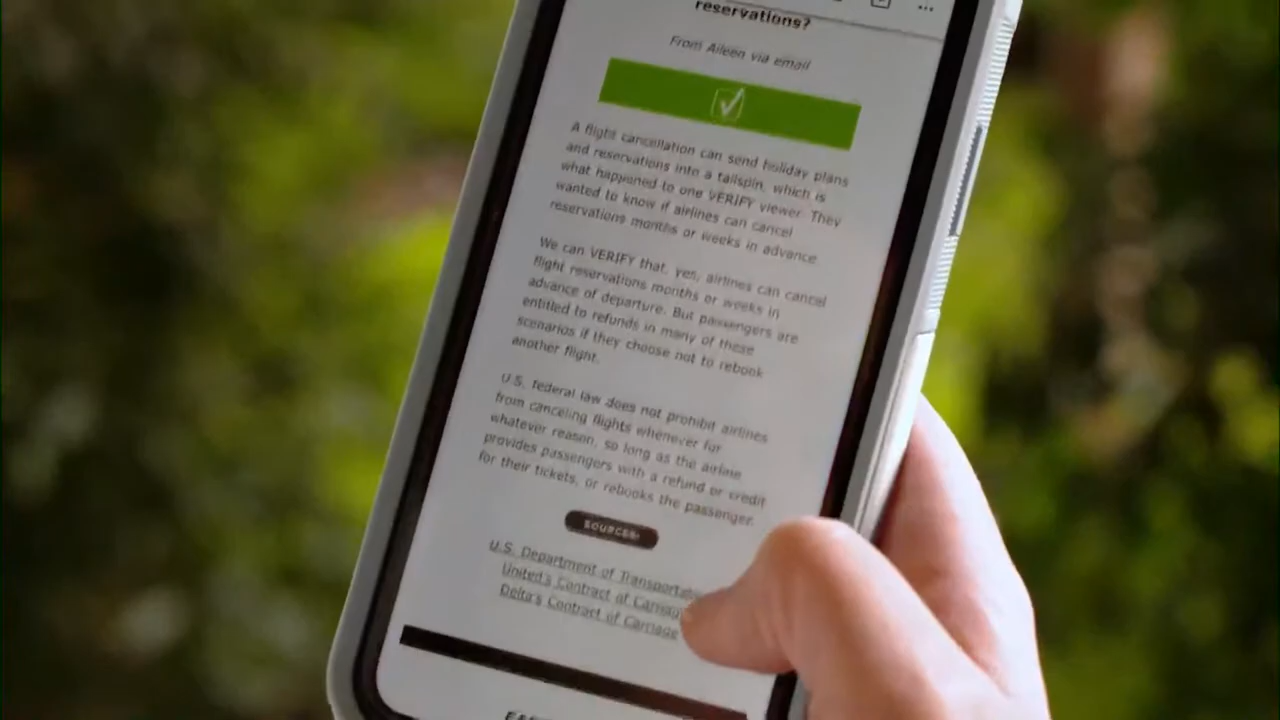 reservations?
From Aileen via email
A flight cancellation can send holiday plans
and reservations into a tailspin, which is
what happened to one VERIFY viewer. They
wanted to know if airlines can cancel
reservations months or weeks in advance
We can VERIFY that, yes, airlines can cancel
flight reservations months or weeks in
advance of departure. But passengers are
entitled to refunds in many of these
scenarios if they choose not to rebook
another flight.
U.S. federal law does not prohibit airlines
from canceling flights whenever for
whatever reason, so long as the airline
provides passengers with a refund or credit
for their tickets, or rebooks the passenger.
SOURCES:
U.S. Department of
United's Contract of
Delta's Contract of Carriage